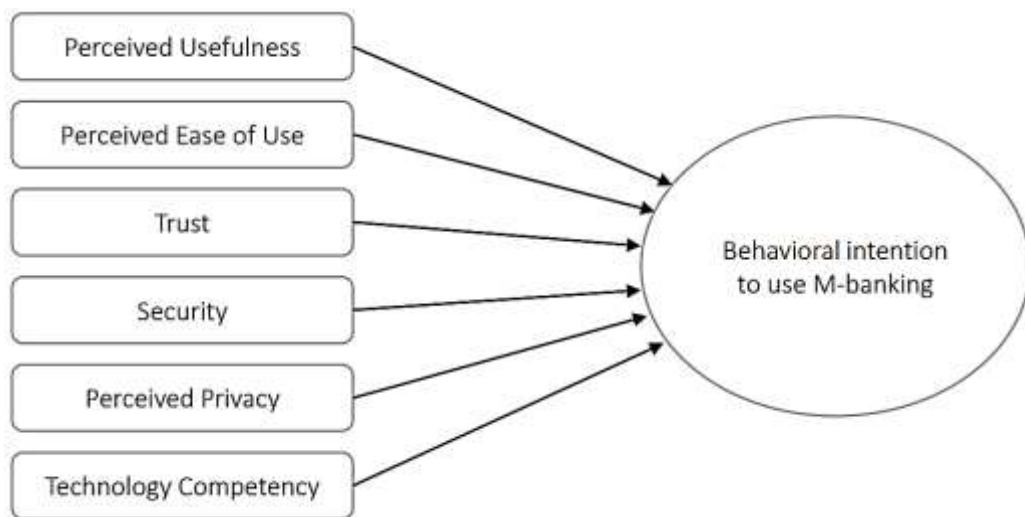 Perceived Usefulness
Perceived Ease of Use
Trust
Security
Perceived Privacy
Technology Competency
Behavioral intention
to use M-banking